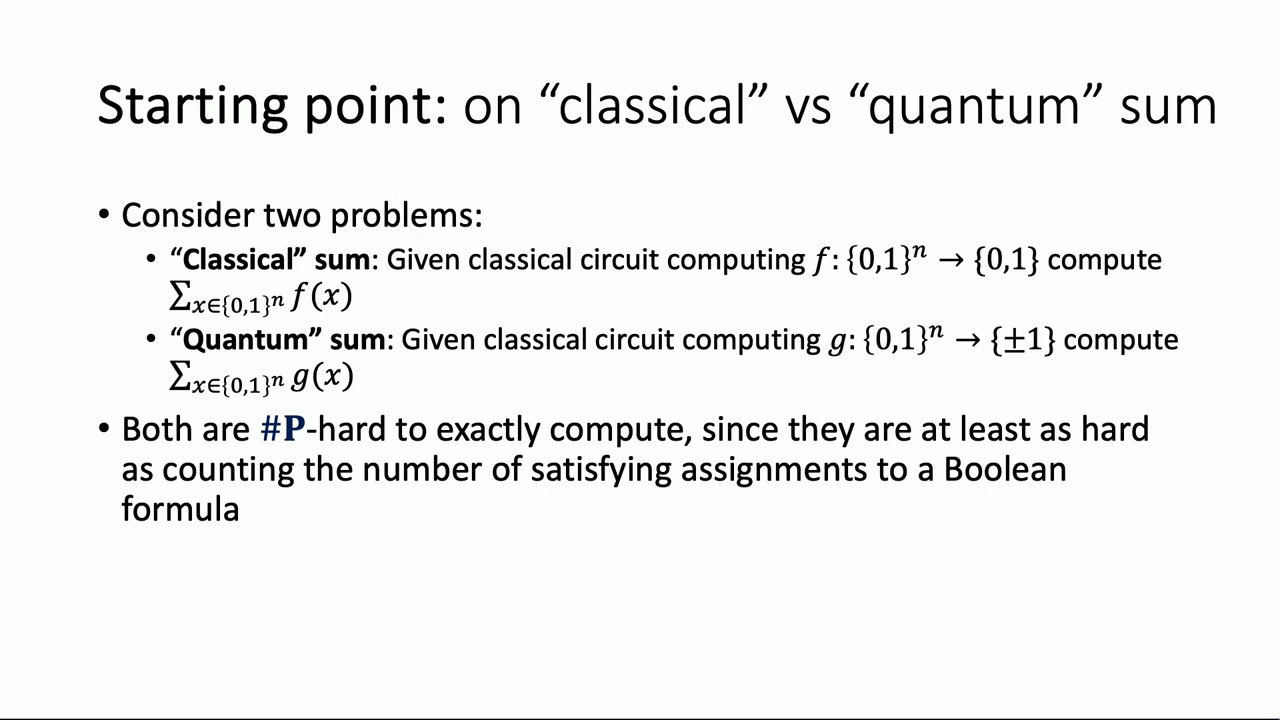 Starting point: on “classical” vs “quantum” sum
• Consider two problems:
• “Classical” sum: Given classical circuit computing 𝑓: {0,1}ⁿ → {0,1} compute
∑_{𝑥∈{0,1}ⁿ} 𝑓(𝑥)
• “Quantum” sum: Given classical circuit computing 𝑔: {0,1}ⁿ → {±1} compute
∑_{𝑥∈{0,1}ⁿ} 𝑔(𝑥)
• Both are #P-hard to exactly compute, since they are at least as hard
as counting the number of satisfying assignments to a Boolean
formula